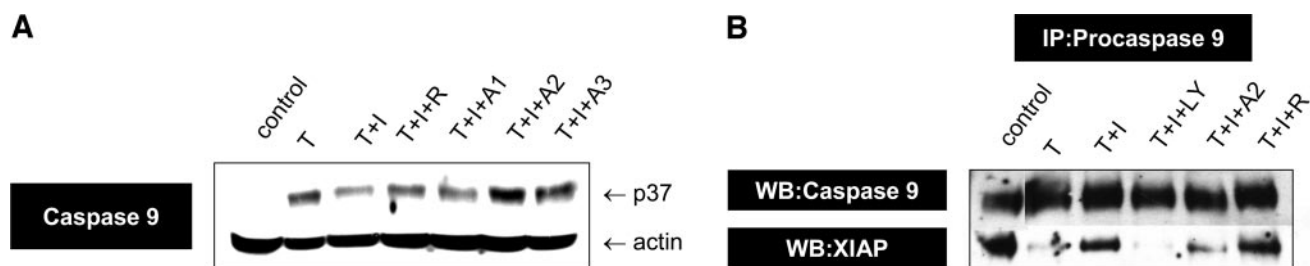 A
control
T
T+I
T+I+R
T+I+A1
T+I+A2
T+I+A3
Caspase 9
← p37
← actin
B
IP:Procaspase 9
control
T
T+I
T+I+LY
T+I+A2
T+I+R
WB:Caspase 9
WB:XIAP